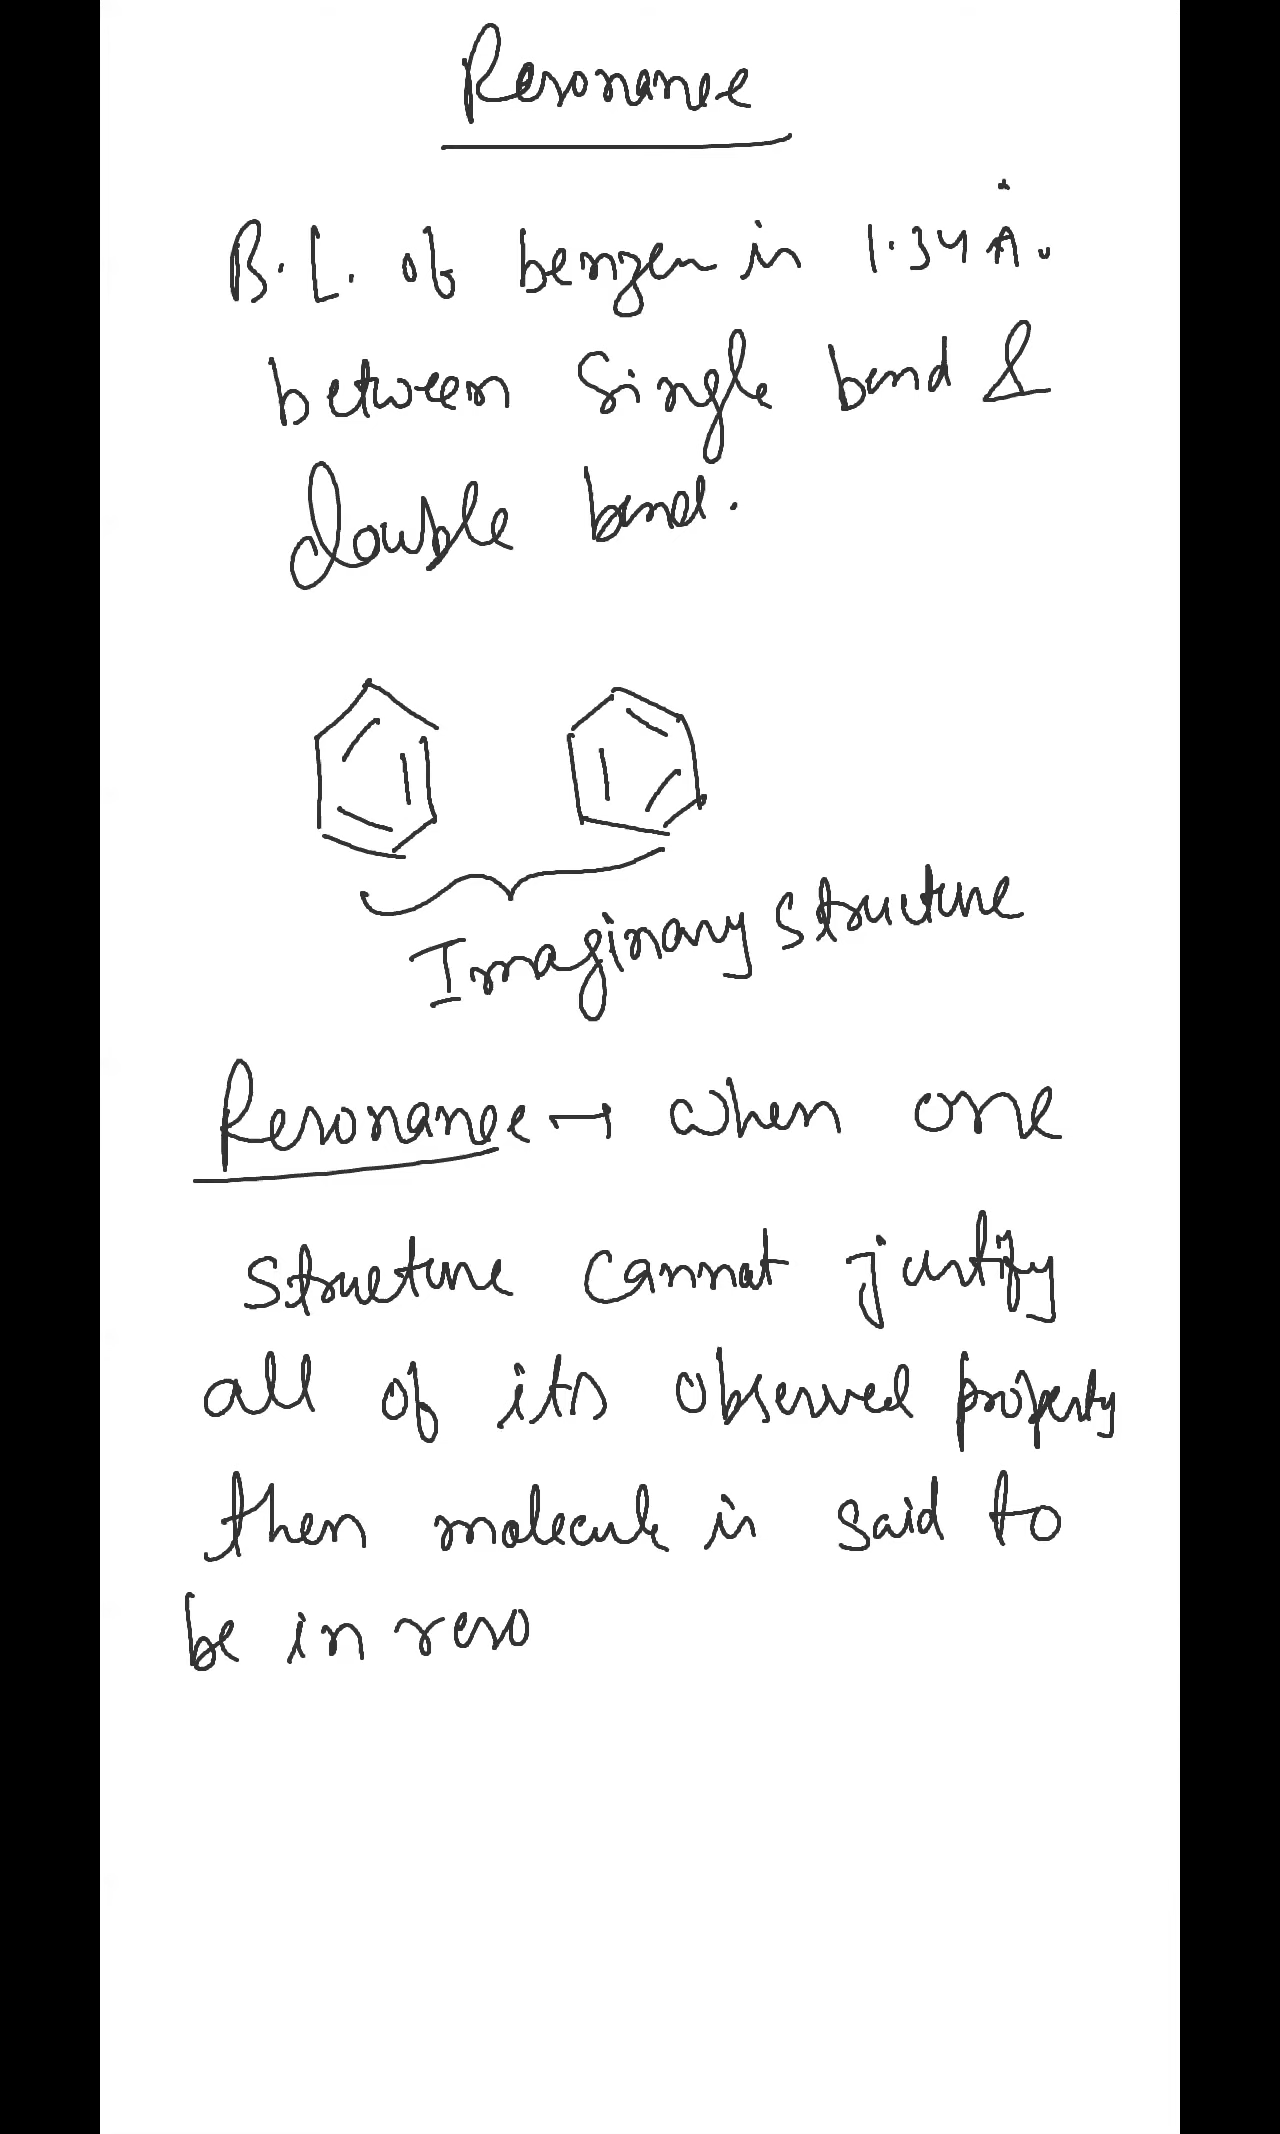 Resonance
B.L. of benzen is 1.34 Å.
between Single bond &
double bond.
Imaginary structure
Resonance → when one
structure cannot justify
all of its observed property
then molecule is said to
be in reso